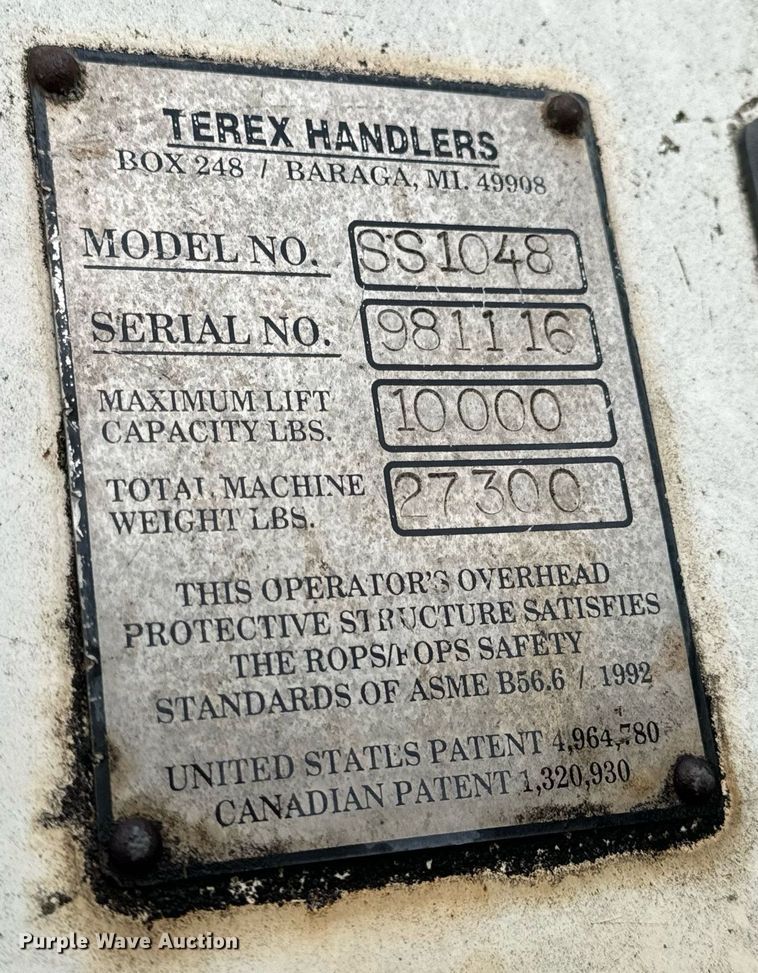 TEREX HANDLERS
BOX 248 / BARAGA, MI. 49908
MODEL NO. SS1048
SERIAL NO. 981116
MAXIMUM LIFT
CAPACITY LBS. 10000
TOTAL MACHINE
WEIGHT LBS. 27300
THIS OPERATOR'S OVERHEAD
PROTECTIVE STRUCTURE SATISFIES
THE ROPS/FOPS SAFETY
STANDARDS OF ASME B56.6 / 1992
UNITED STATES PATENT 4,964,780
CANADIAN PATENT 1,320,930
Purple Wave Auction